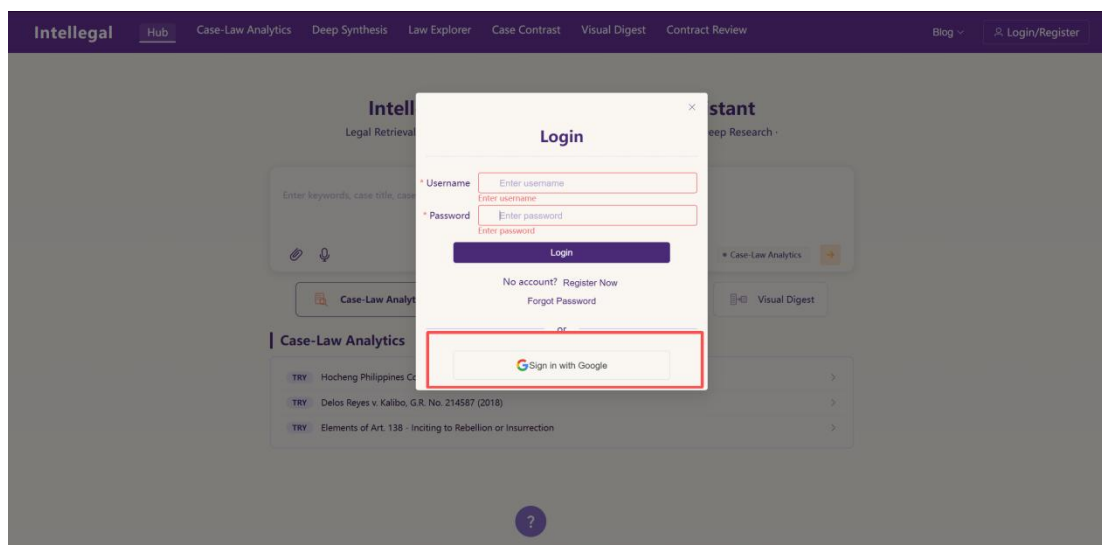 Intellegal Hub Case-Law Analytics Deep Synthesis Law Explorer Case Contrast Visual Digest Contract Review Blog Login/Register
Intell stant
Legal Retrieval eep Research ·
Login
Enter keywords, case title, case
* Username Enter username
Enter username
* Password Enter password
Enter password
Login
• Case-Law Analytics
No account? Register Now
Forgot Password
Case-Law Analyt Visual Digest
or
Case-Law Analytics
Sign in with Google
TRY Hocheng Philippines Co
TRY Delos Reyes v. Kalibo, G.R. No. 214587 (2018)
TRY Elements of Art. 138 - Inciting to Rebellion or Insurrection
?